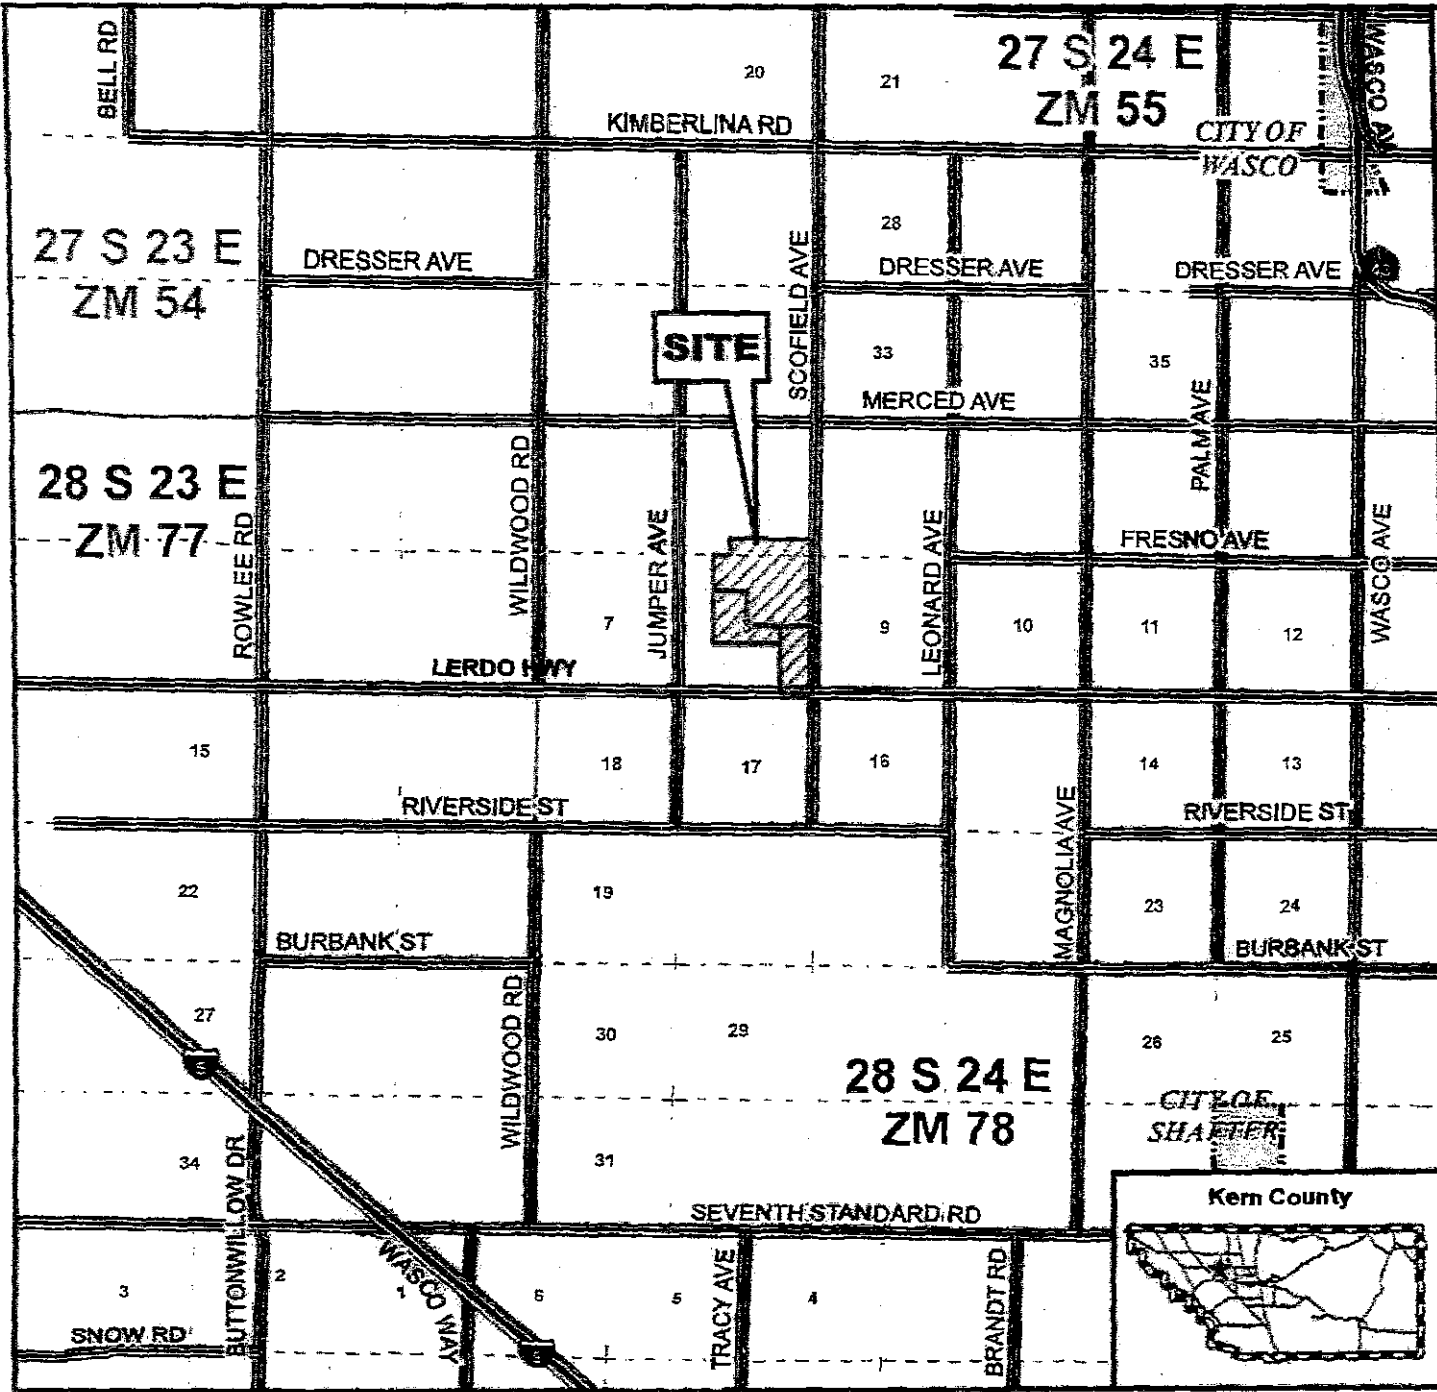 BELL RD
20
21
27 S 24 E
ZM 55
WASCO AVE
KIMBERLINA RD
CITY OF
WASCO
27 S 23 E
ZM 54
DRESSER AVE
SCOFIELD AVE
28
DRESSER AVE
DRESSER AVE
SITE
33
35
MERCED AVE
PALM AVE
28 S 23 E
ZM 77
ROWLEE RD
WILDWOOD RD
JUMPER AVE
LEONARD AVE
FRESNO AVE
WASCO AVE
7
9
10
11
12
LERDO HWY
15
18
17
16
14
13
RIVERSIDE ST
MAGNOLIA AVE
RIVERSIDE ST
22
19
23
24
BURBANK ST
BURBANK ST
27
WILDWOOD RD
30
29
26
25
28 S 24 E
ZM 78
CITY OF
SHAFTER
34
BUTTONWILLOW DR
31
Kern County
SEVENTH STANDARD RD
3
2
1
WASCO WAY
6
5
TRACY AVE
4
BRANDT RD
SNOW RD